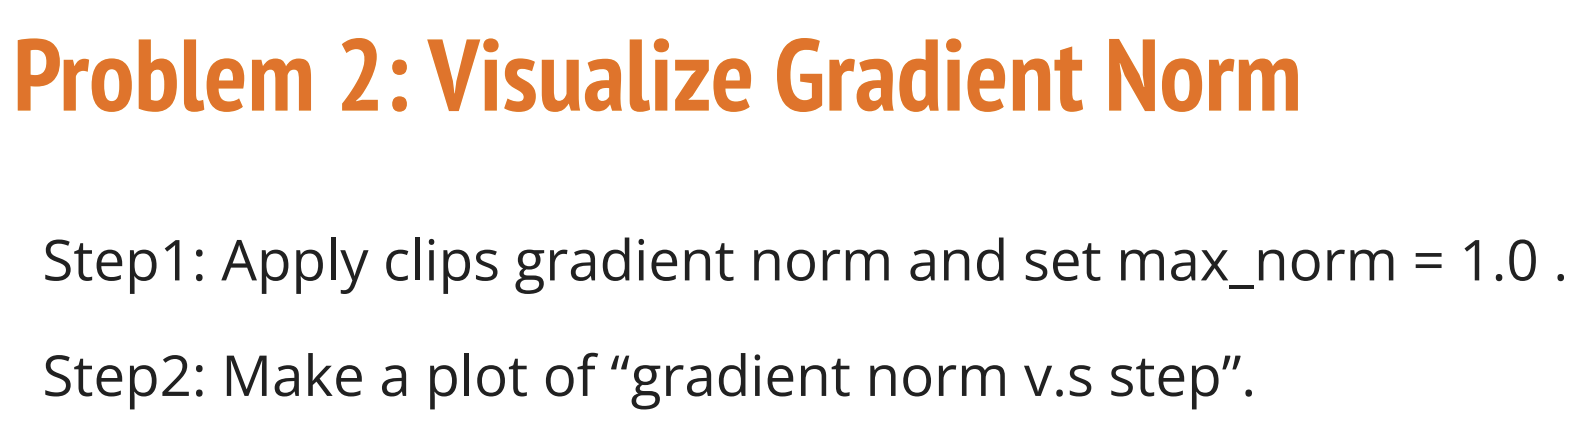 Problem 2: Visualize Gradient Norm
Step1: Apply clips gradient norm and set max_norm = 1.0 .
Step2: Make a plot of “gradient norm v.s step”.